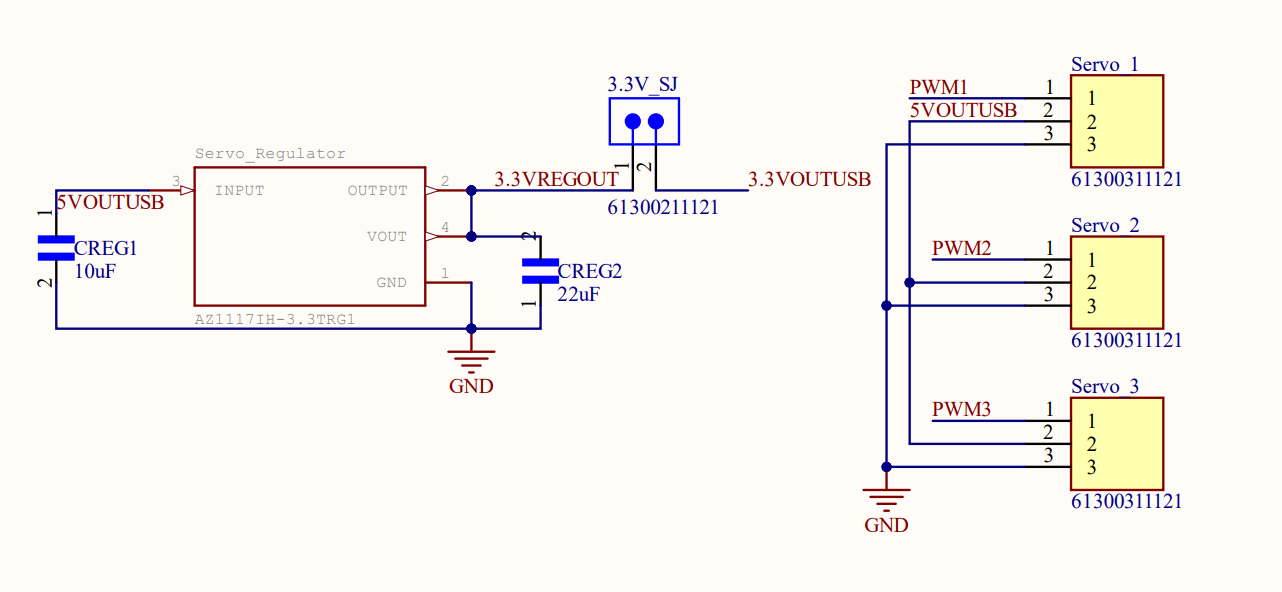 3.3V_SJ
1
2
61300211121
Servo_Regulator
3
INPUT
OUTPUT
2
VOUT
4
GND
1
AZ1117IH-3.3TRG1
5VOUTUSB
1
CREG1
10uF
2
3.3VREGOUT
3.3VOUTUSB
2
CREG2
22uF
1
GND
Servo_1
PWM1
1
1
5VOUTUSB
2
2
3
3
61300311121
Servo_2
PWM2
1
1
2
2
3
3
61300311121
Servo_3
PWM3
1
1
2
2
3
3
61300311121
GND